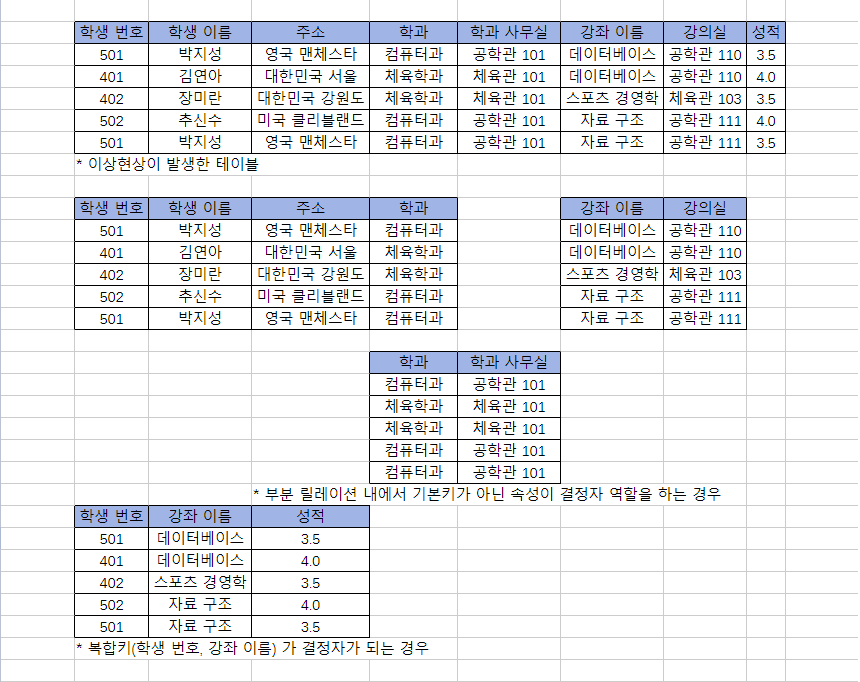 학생 번호 학생 이름 주소 학과 학과 사무실 강좌 이름 강의실 성적
501 박지성 영국 맨체스타 컴퓨터과 공학관 101 데이터베이스 공학관 110 3.5
401 김연아 대한민국 서울 체육학과 체육관 101 데이터베이스 공학관 110 4.0
402 장미란 대한민국 강원도 체육학과 체육관 101 스포츠 경영학 체육관 103 3.5
502 추신수 미국 클리블랜드 컴퓨터과 공학관 101 자료 구조 공학관 111 4.0
501 박지성 영국 맨체스타 컴퓨터과 공학관 101 자료 구조 공학관 111 3.5
* 이상현상이 발생한 테이블
학생 번호 학생 이름 주소 학과 강좌 이름 강의실
501 박지성 영국 맨체스타 컴퓨터과 데이터베이스 공학관 110
401 김연아 대한민국 서울 체육학과 데이터베이스 공학관 110
402 장미란 대한민국 강원도 체육학과 스포츠 경영학 체육관 103
502 추신수 미국 클리블랜드 컴퓨터과 자료 구조 공학관 111
501 박지성 영국 맨체스타 컴퓨터과 자료 구조 공학관 111
학과 학과 사무실
컴퓨터과 공학관 101
체육학과 체육관 101
체육학과 체육관 101
컴퓨터과 공학관 101
컴퓨터과 공학관 101
* 부분 릴레이션 내에서 기본키가 아닌 속성이 결정자 역할을 하는 경우
학생 번호 강좌 이름 성적
501 데이터베이스 3.5
401 데이터베이스 4.0
402 스포츠 경영학 3.5
502 자료 구조 4.0
501 자료 구조 3.5
* 복합키(학생 번호, 강좌 이름) 가 결정자가 되는 경우